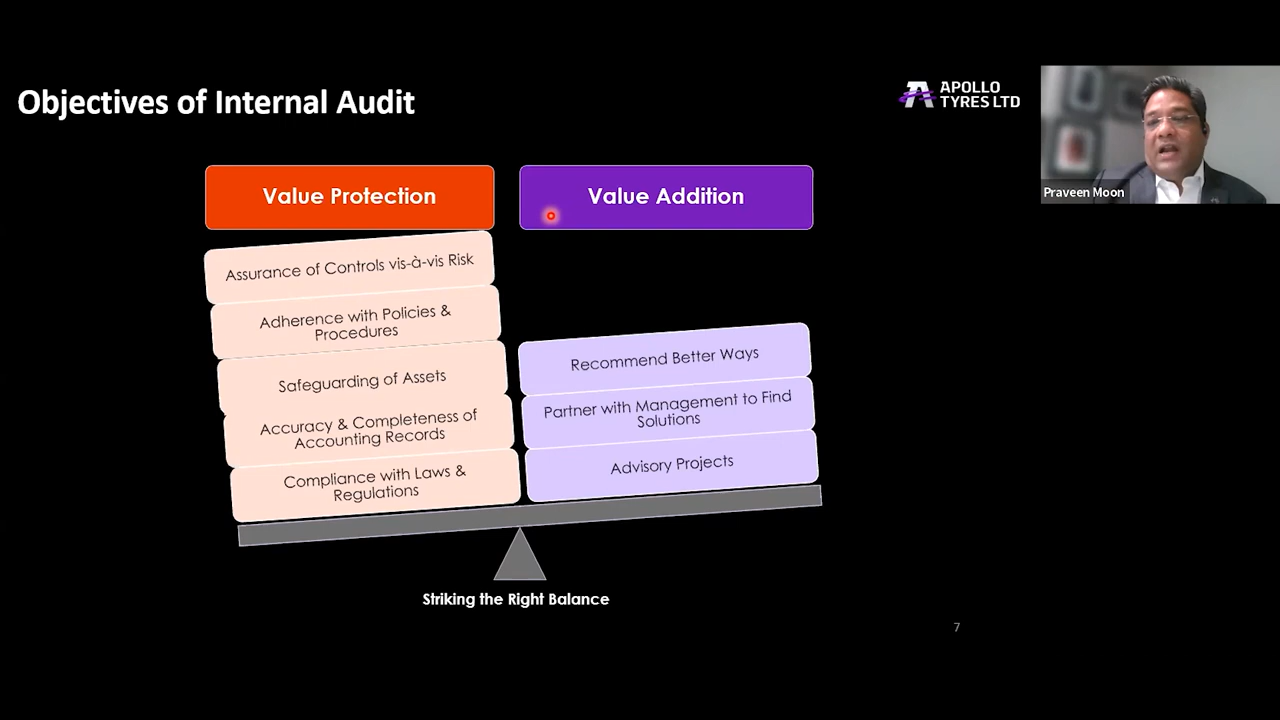 Objectives of Internal Audit
APOLLO
TYRES LTD
Praveen Moon
Value Protection
Value Addition
Assurance of Controls vis-à-vis Risk
Adherence with Policies &
Procedures
Safeguarding of Assets
Accuracy & Completeness of
Accounting Records
Compliance with Laws &
Regulations
Recommend Better Ways
Partner with Management to Find
Solutions
Advisory Projects
Striking the Right Balance
7